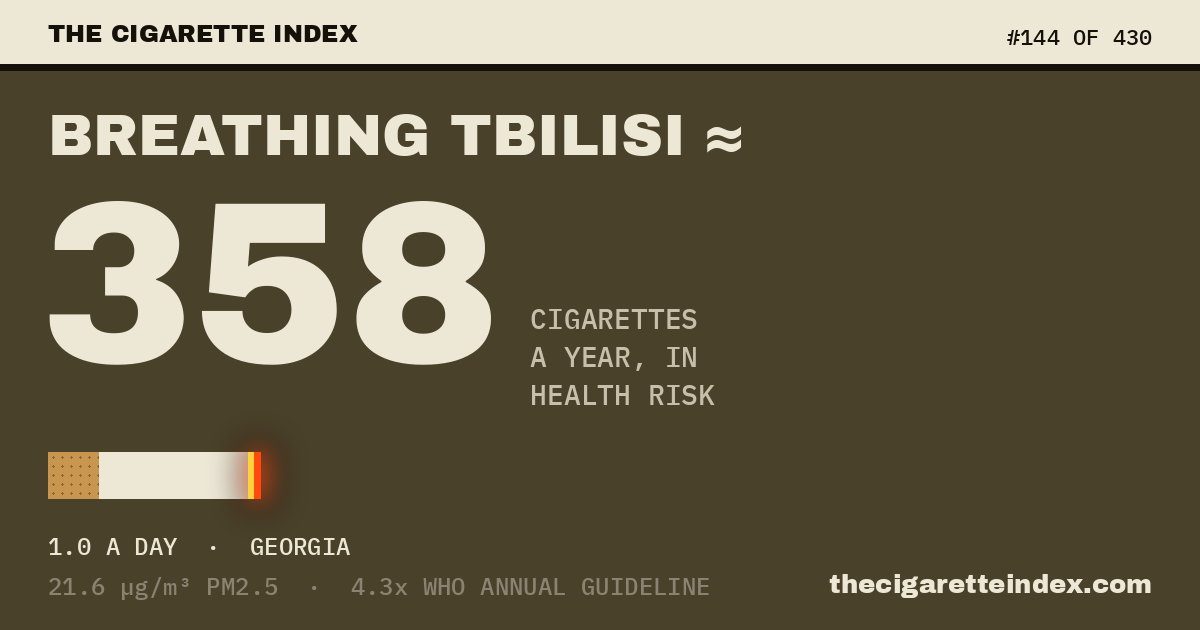 THE CIGARETTE INDEX
#144 OF 430
BREATHING TBILISI ≈
358
CIGARETTES
A YEAR, IN
HEALTH RISK
1.0 A DAY · GEORGIA
21.6 µg/m³ PM2.5 · 4.3x WHO ANNUAL GUIDELINE
thecigaretteindex.com